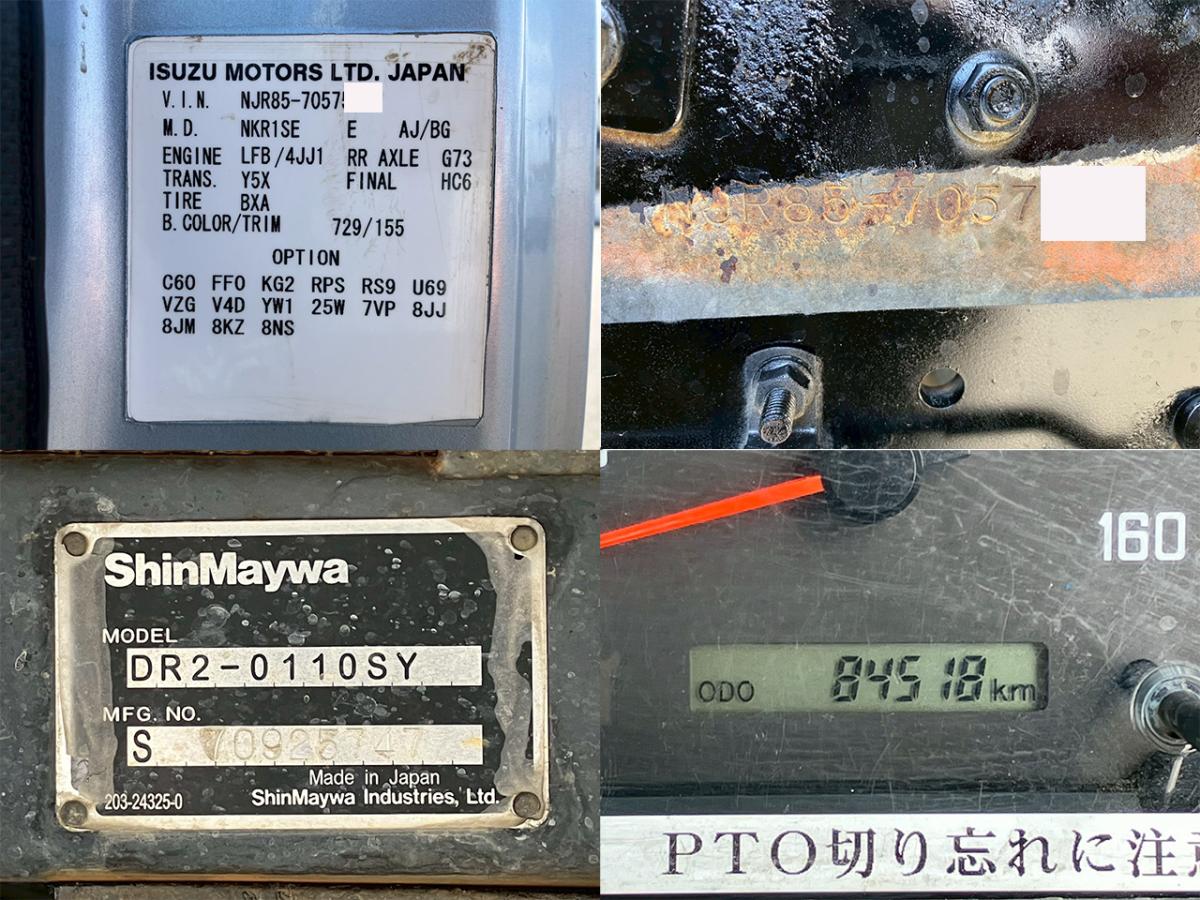 ISUZU MOTORS LTD. JAPAN
V.I.N. NJR85-7057
M.D. NKR1SE E AJ/BG
ENGINE LFB/4JJ1 RR AXLE G73
TRANS. Y5X FINAL HC6
TIRE BXA
B.COLOR/TRIM 729/155
OPTION
C60 FF0 KG2 RPS RS9 U69
VZG V4D YW1 25W 7VP 8JJ
8JM 8KZ 8NS
NJR85-7057
ShinMaywa
MODEL
DR2-0110SY
MFG. NO.
S 70925747
Made in Japan
203-24325-0 ShinMaywa Industries, Ltd.
160
ODO 84518km
PTO切り忘れに注